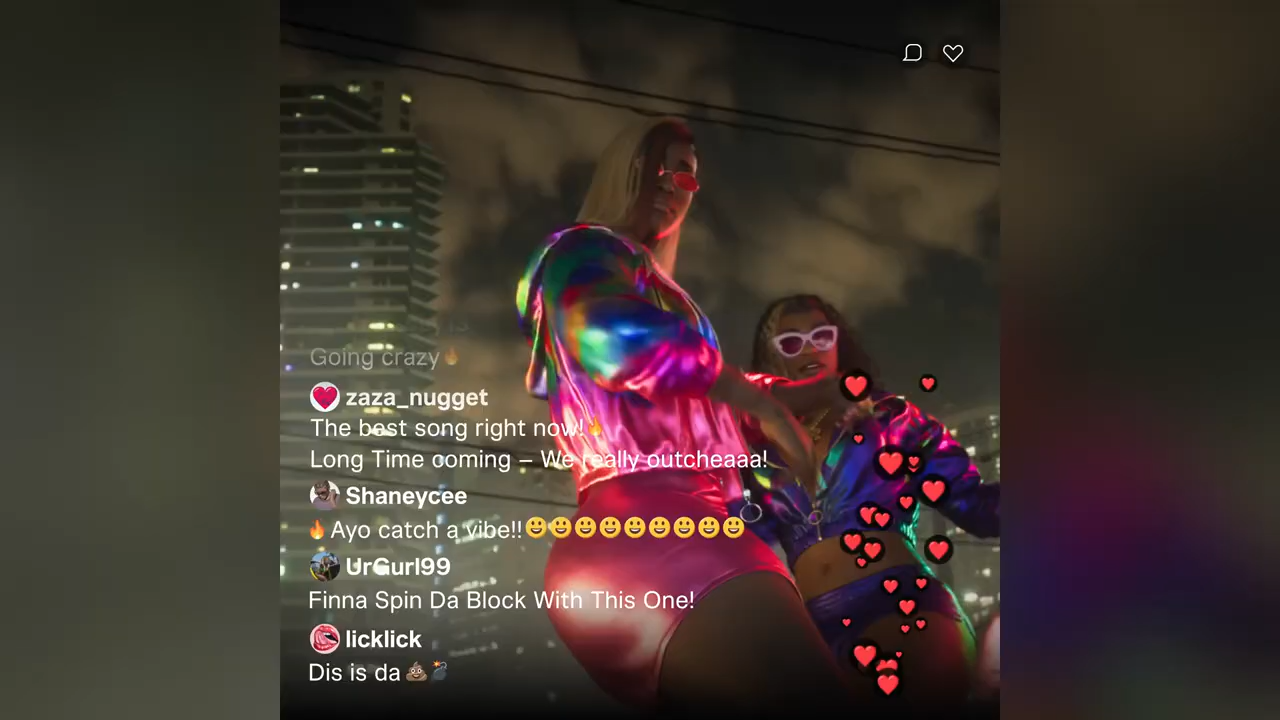 Going crazy🔥
zaza_nugget
The best song right now!🔥
Long Time coming – We really outcheaaa!
Shaneycee
🔥Ayo catch a vibe!!😀😀😀😀😀😀😀😀😀
UrGurl99
Finna Spin Da Block With This One!
licklick
Dis is da💩💣